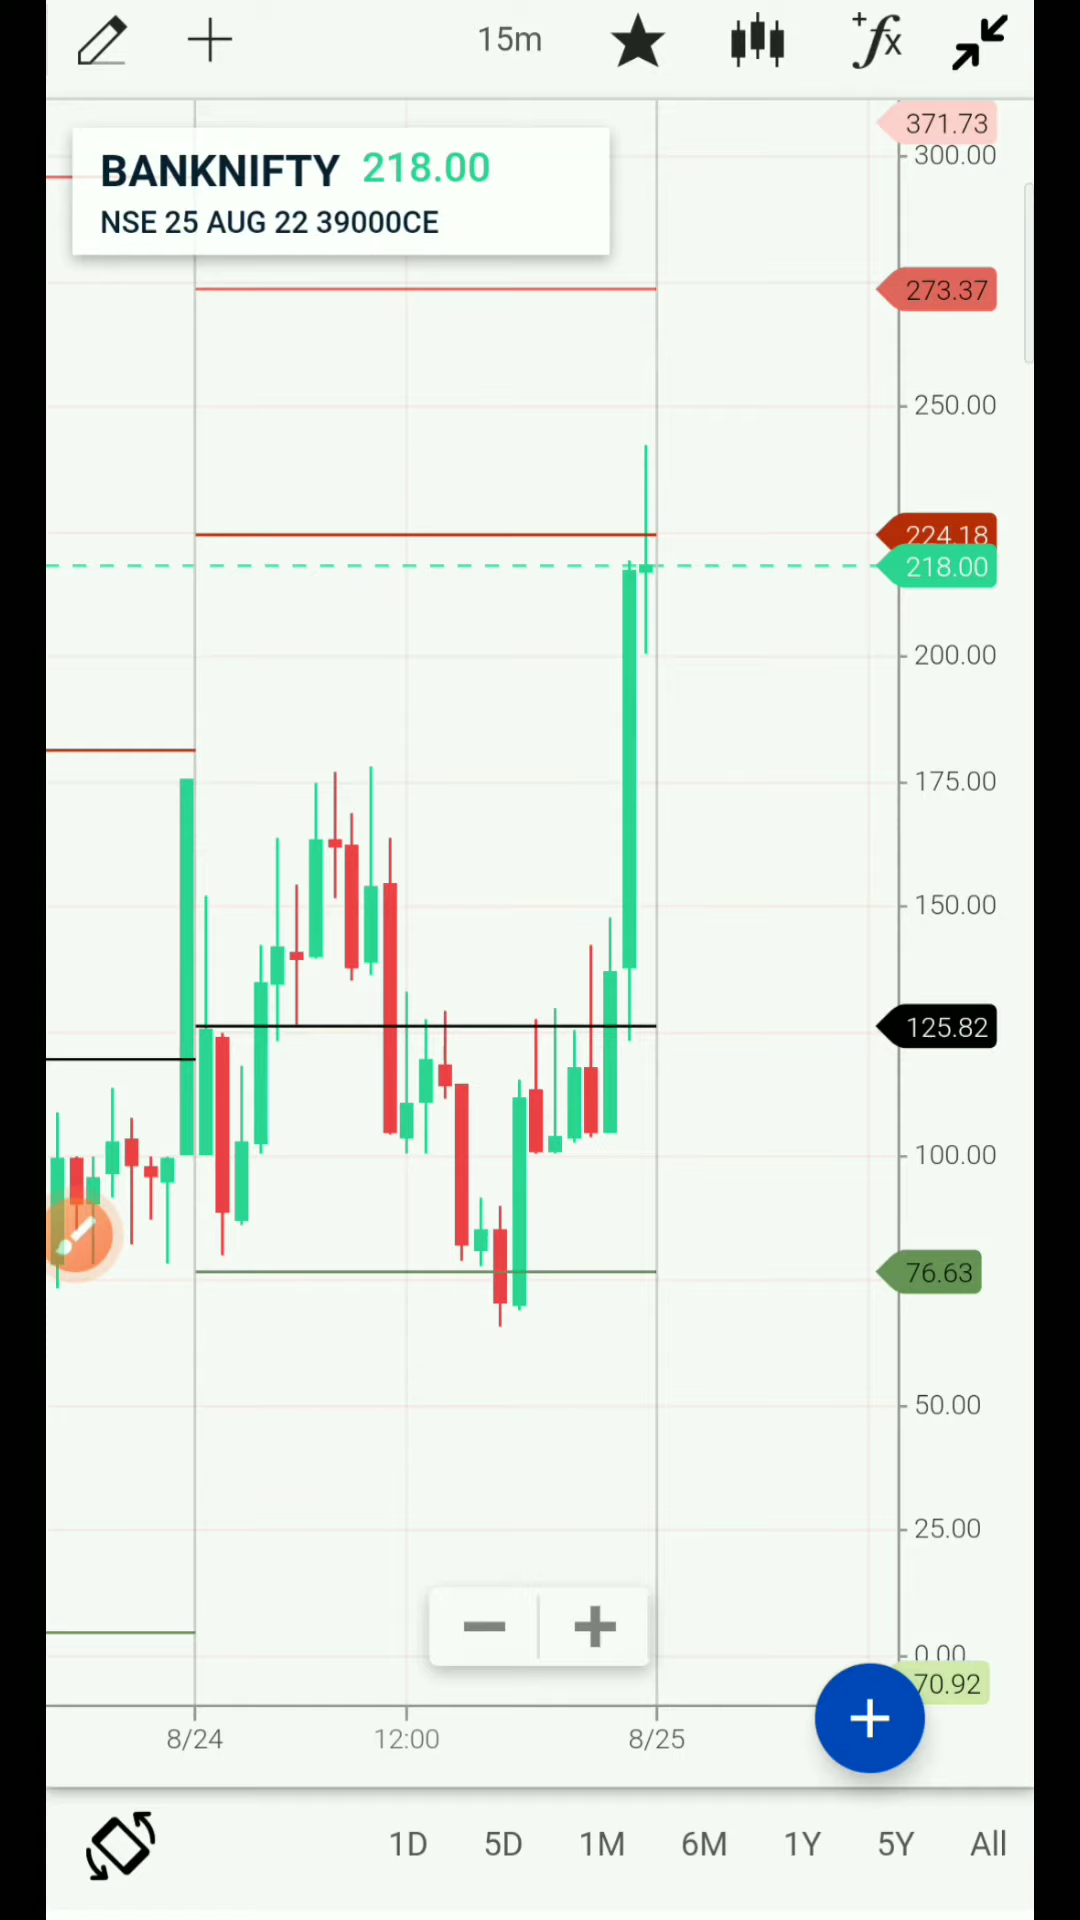 15m
+fx
371.73
300.00
BANKNIFTY 218.00
NSE 25 AUG 22 39000CE
273.37
250.00
224.18
218.00
200.00
175.00
150.00
125.82
100.00
76.63
50.00
25.00
0.00
70.92
8/24 12:00 8/25
1D 5D 1M 6M 1Y 5Y All